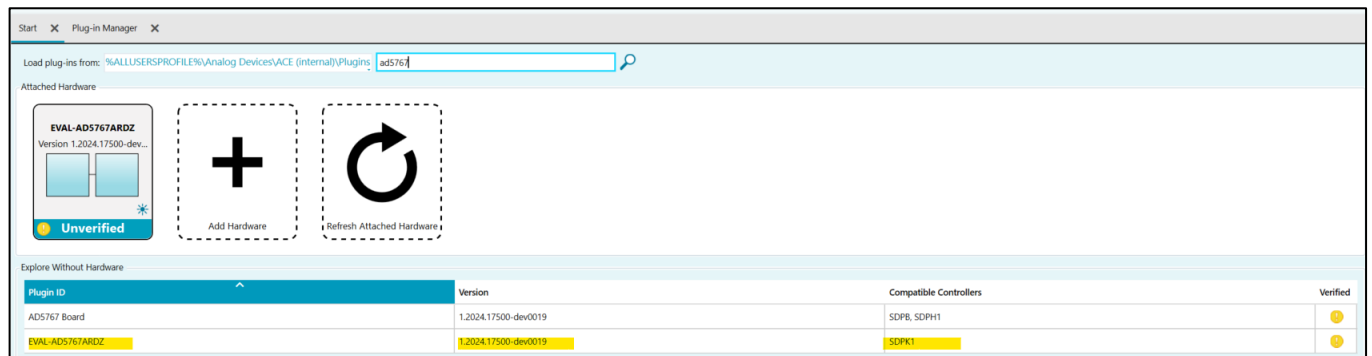 Start
Plug-in Manager
Load plug-ins from: %ALLUSERSPROFILE%\Analog Devices\ACE (internal)\Plugins
ad5767
Attached Hardware
EVAL-AD5767ARDZ
Version 1.2024.17500-dev...
Unverified
Add Hardware
Refresh Attached Hardware
Explore Without Hardware
Plugin ID Version Compatible Controllers Verified
AD5767 Board 1.2024.17500-dev0019 SDPB, SDPH1
EVAL-AD5767ARDZ 1.2024.17500-dev0019 SDPK1